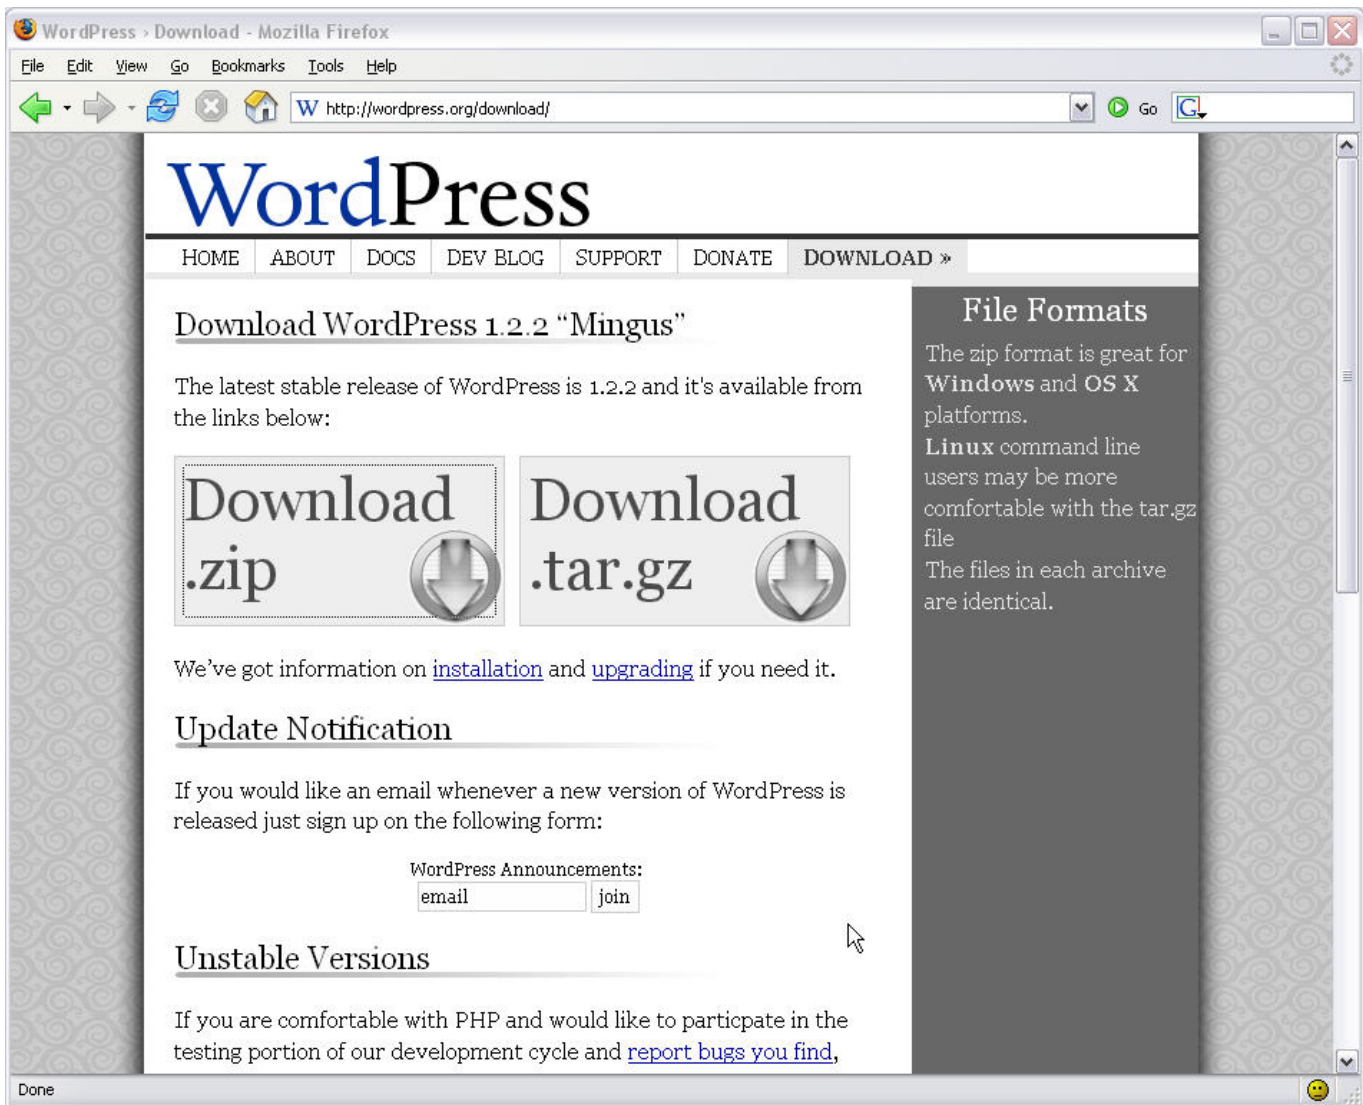 WordPress › Download - Mozilla Firefox
File Edit View Go Bookmarks Tools Help
W http://wordpress.org/download/ Go G
WordPress
HOME ABOUT DOCS DEV BLOG SUPPORT DONATE DOWNLOAD »
Download WordPress 1.2.2 “Mingus”
The latest stable release of WordPress is 1.2.2 and it's available from
the links below:
Download
.zip
Download
.tar.gz
We’ve got information on installation and upgrading if you need it.
Update Notification
If you would like an email whenever a new version of WordPress is
released just sign up on the following form:
WordPress Announcements:
email join
Unstable Versions
If you are comfortable with PHP and would like to particpate in the
testing portion of our development cycle and report bugs you find,
File Formats
The zip format is great for
Windows and OS X
platforms.
Linux command line
users may be more
comfortable with the tar.gz
file
The files in each archive
are identical.
Done